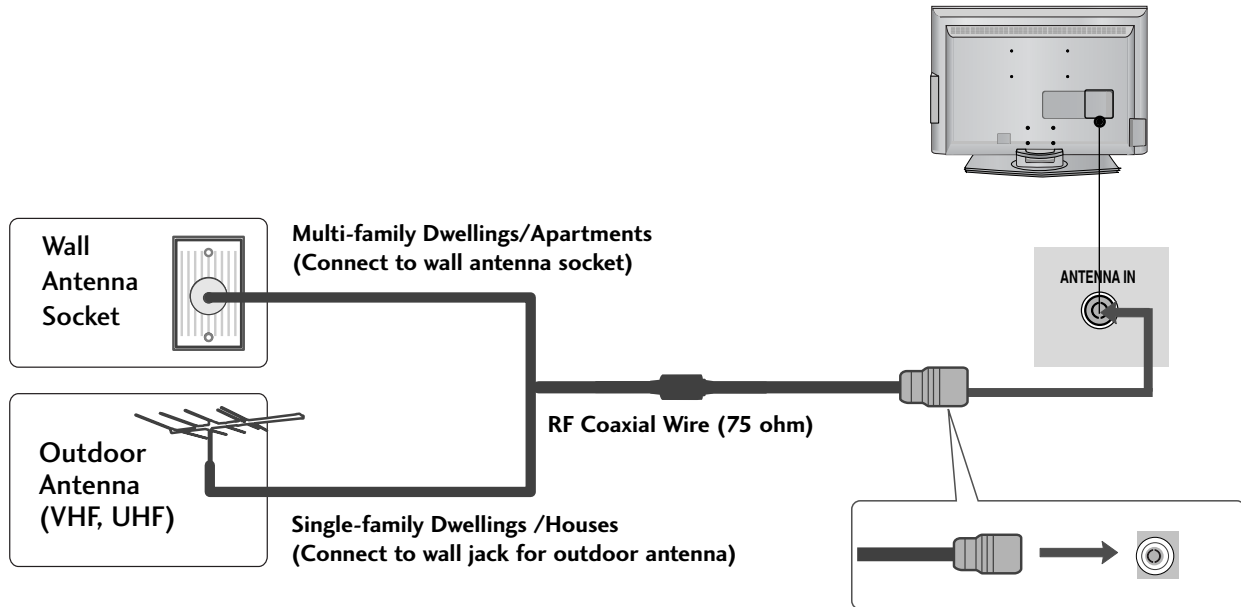 Wall
Antenna
Socket
Multi-family Dwellings/Apartments
(Connect to wall antenna socket)
ANTENNA IN
RF Coaxial Wire (75 ohm)
Outdoor
Antenna
(VHF, UHF)
Single-family Dwellings /Houses
(Connect to wall jack for outdoor antenna)